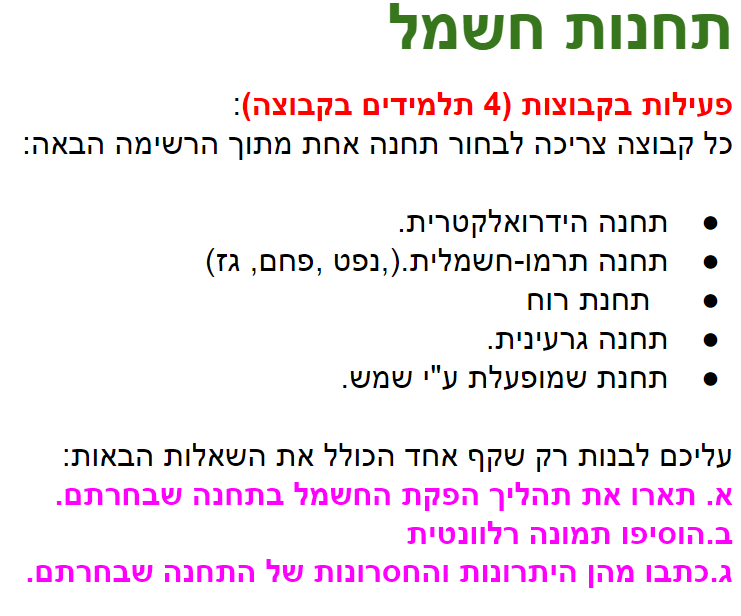 תחנות חשמל
פעילות בקבוצות (4 תלמידים בקבוצה):
כל קבוצה צריכה לבחור תחנה אחת מתוך הרשימה הבאה:
● תחנה הידרואלקטרית.
● תחנה תרמו-חשמלית.(,נפט ,פחם, גז)
● תחנת רוח
● תחנה גרעינית.
● תחנת שמופעלת ע"י שמש.
עליכם לבנות רק שקף אחד הכולל את השאלות הבאות:
א. תארו את תהליך הפקת החשמל בתחנה שבחרתם.
ב.הוסיפו תמונה רלוונטית
ג.כתבו מהן היתרונות והחסרונות של התחנה שבחרתם.